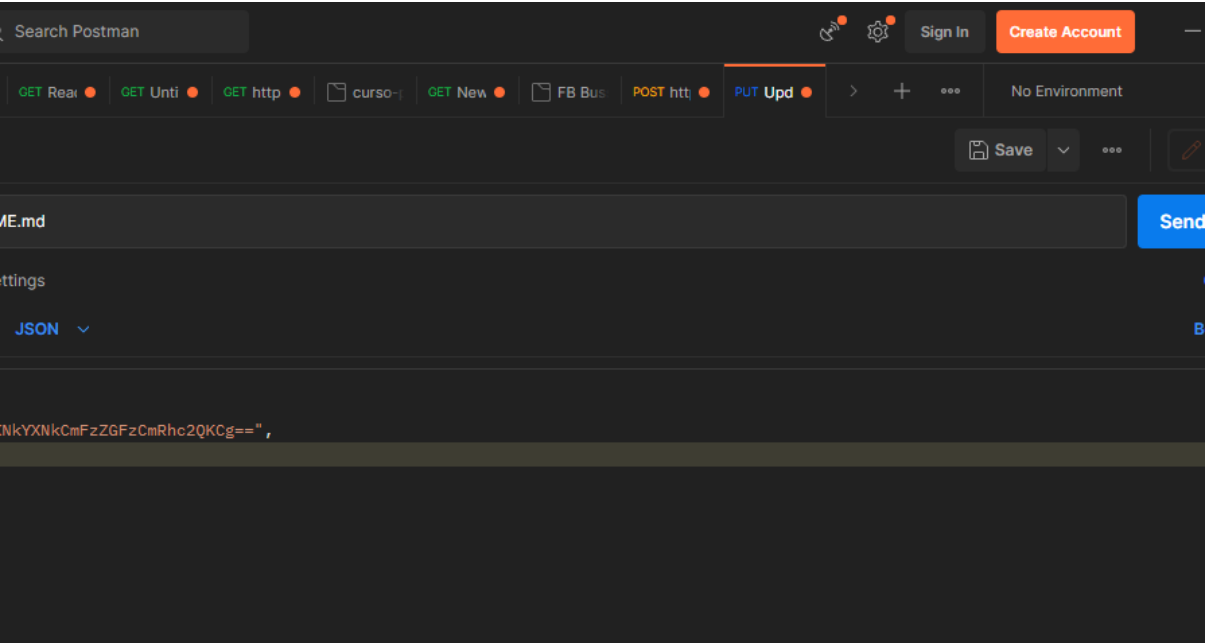 Search Postman
Sign In
Create Account
GET Rea
GET Unti
GET http
curso-
GET New
FB Bus
POST htt
PUT Upd
No Environment
Save
ME.md
Send
ettings
JSON
B
NkYXNkCmFzZGFzCmRhc2QKCg==",